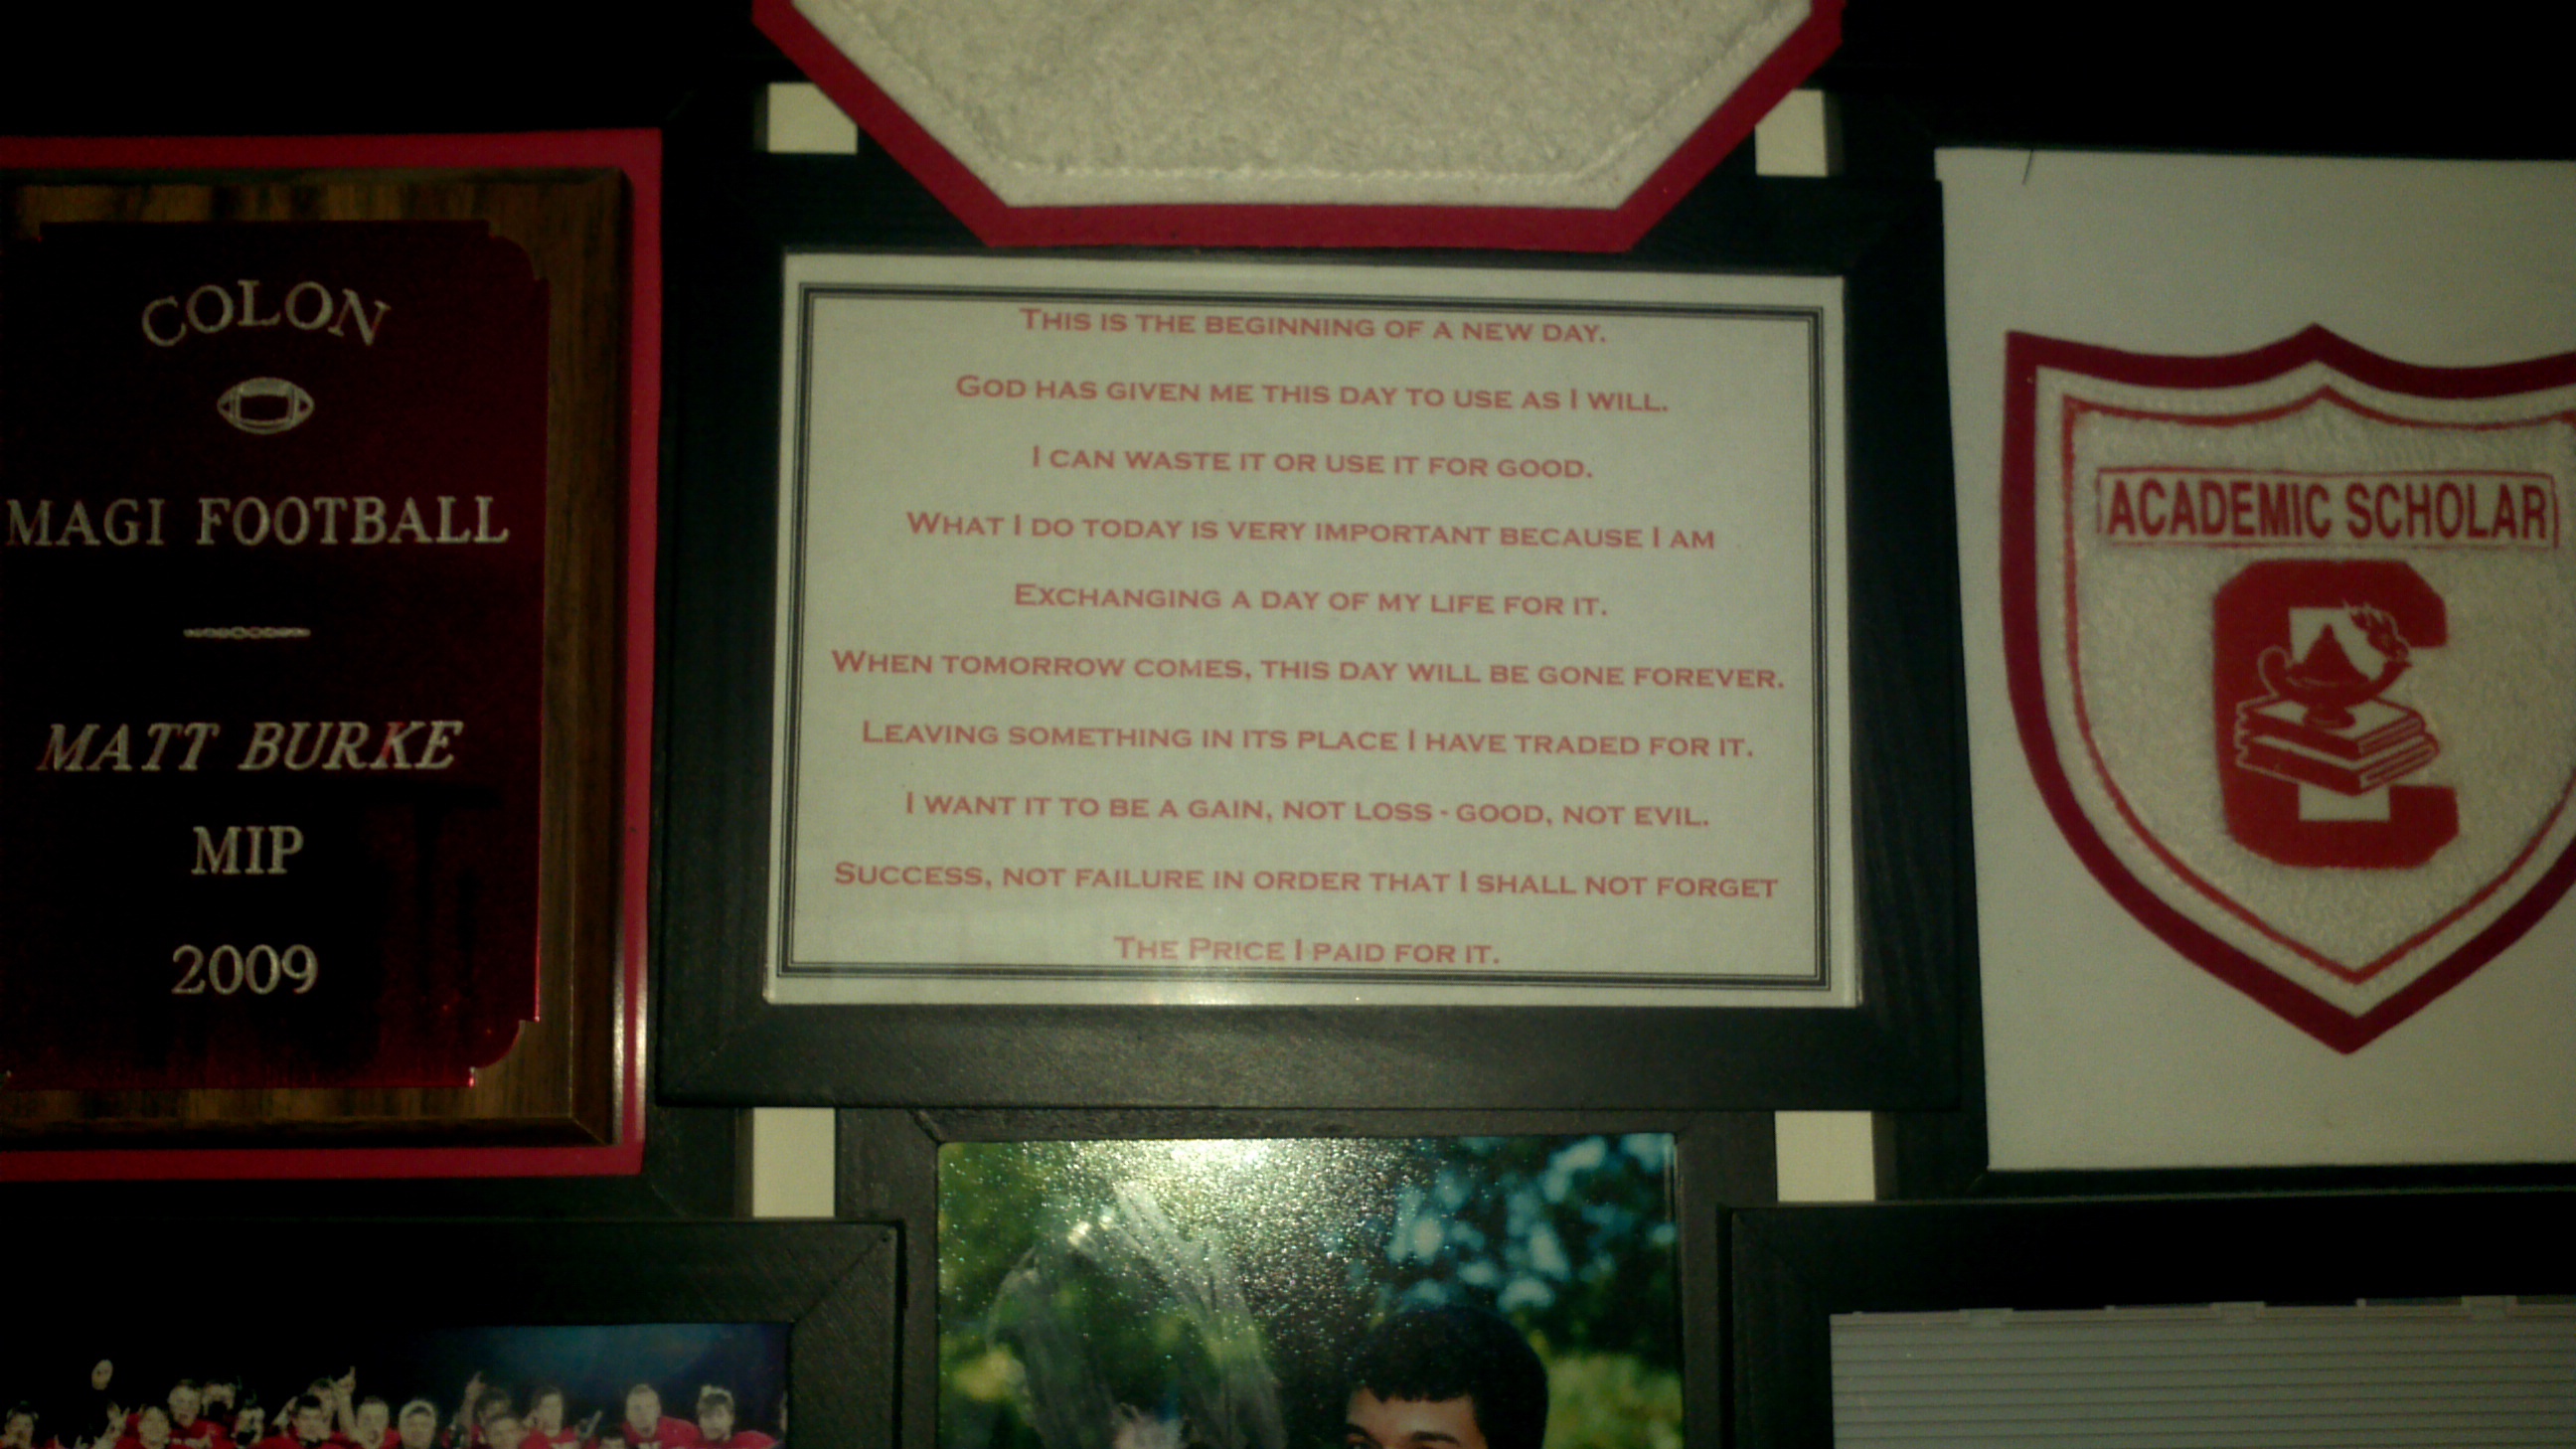 COLON
MAGI FOOTBALL
MATT BURKE
MIP
2009
THIS IS THE BEGINNING OF A NEW DAY.
GOD HAS GIVEN ME THIS DAY TO USE AS I WILL.
I CAN WASTE IT OR USE IT FOR GOOD.
WHAT I DO TODAY IS VERY IMPORTANT BECAUSE I AM
EXCHANGING A DAY OF MY LIFE FOR IT.
WHEN TOMORROW COMES, THIS DAY WILL BE GONE FOREVER.
LEAVING SOMETHING IN ITS PLACE I HAVE TRADED FOR IT.
I WANT IT TO BE A GAIN, NOT LOSS - GOOD, NOT EVIL.
SUCCESS, NOT FAILURE IN ORDER THAT I SHALL NOT FORGET
THE PRICE I PAID FOR IT.
ACADEMIC SCHOLAR
C